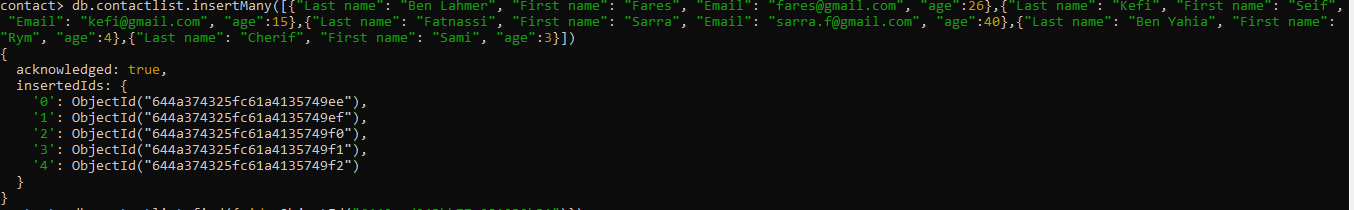 contact> db.contactlist.insertMany([{"Last name": "Ben Lahmer", "First name": "Fares", "Email": "fares@gmail.com", "age":26},{"Last name": "Kefi", "First name": "Seif",
"Email": "kefi@gmail.com", "age":15},{"Last name": "Fatnassi", "First name": "Sarra", "Email": "sarra.f@gmail.com", "age":40},{"Last name": "Ben Yahia", "First name":
"Rym", "age":4},{"Last name": "Cherif", "First name": "Sami", "age":3}])
{
  acknowledged: true,
  insertedIds: {
    '0': ObjectId("644a374325fc61a4135749ee"),
    '1': ObjectId("644a374325fc61a4135749ef"),
    '2': ObjectId("644a374325fc61a4135749f0"),
    '3': ObjectId("644a374325fc61a4135749f1"),
    '4': ObjectId("644a374325fc61a4135749f2")
  }
}